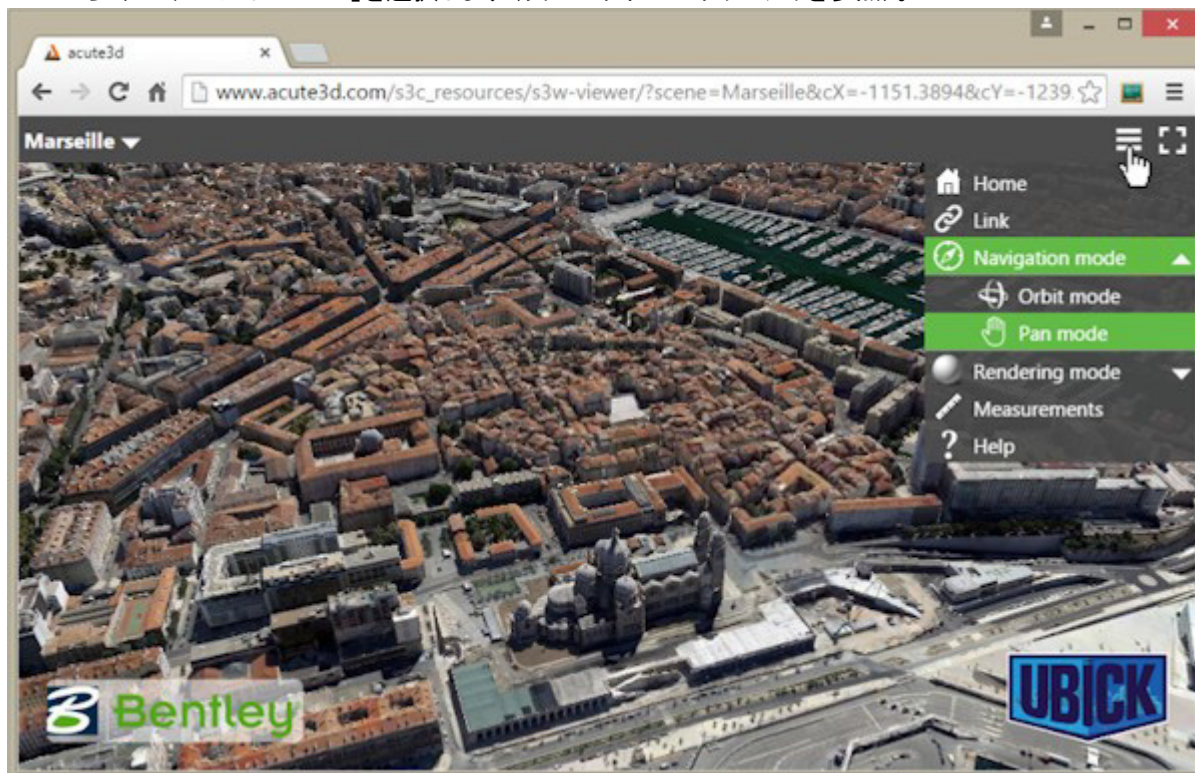 acute3d
www.acute3d.com/s3c_resources/s3w-viewer/?scene=Marseille&cX=-1151.3894&cY=-1239.
Marseille
Home
Link
Navigation mode
Orbit mode
Pan mode
Rendering mode
Measurements
? Help
Bentley
UBICK